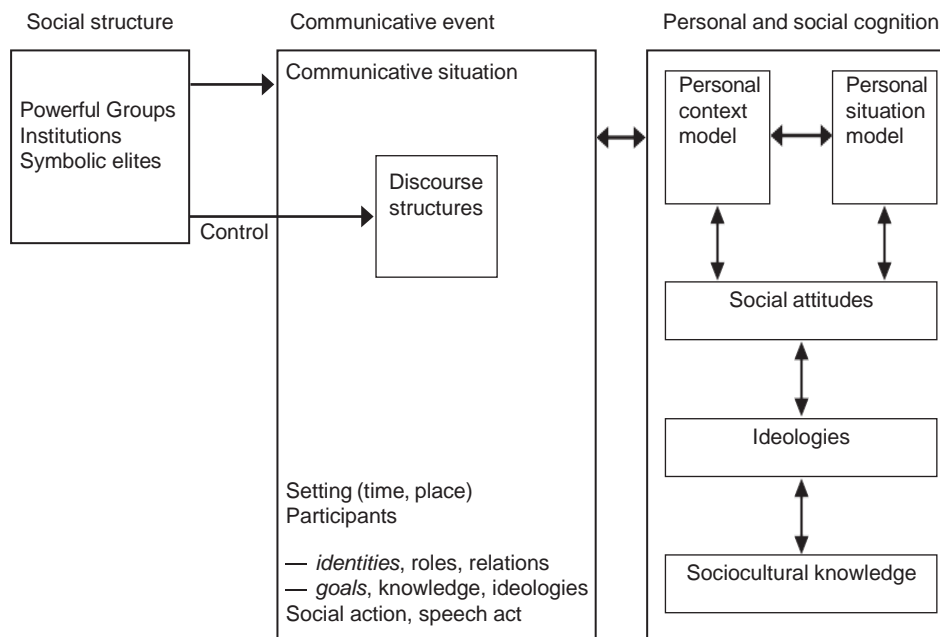 Social structure
Communicative event
Personal and social cognition
Powerful Groups
Institutions
Symbolic elites
Control
Communicative situation
Discourse
structures
Setting (time, place)
Participants
— identities, roles, relations
— goals, knowledge, ideologies
Social action, speech act
Personal
context
model
Personal
situation
model
Social attitudes
Ideologies
Sociocultural knowledge